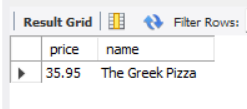 Result Grid Filter Rows:
price name
35.95 The Greek Pizza